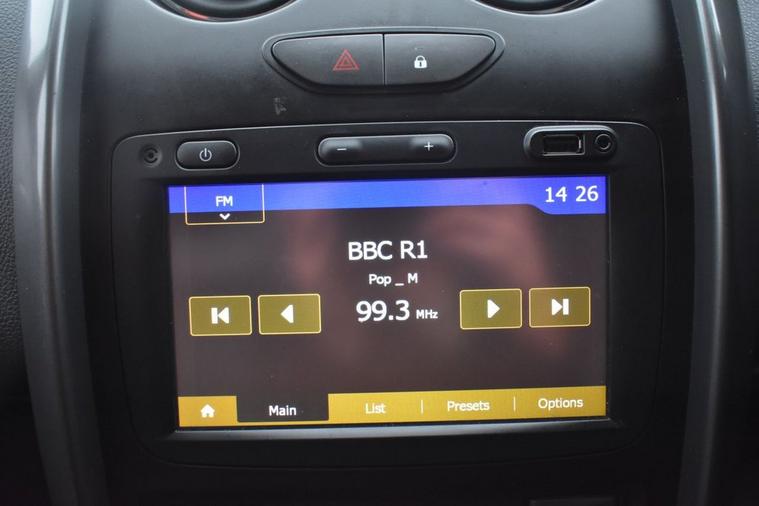 FM
14 26
BBC R1
Pop _ M
99.3 MHz
Main
List
Presets
Options